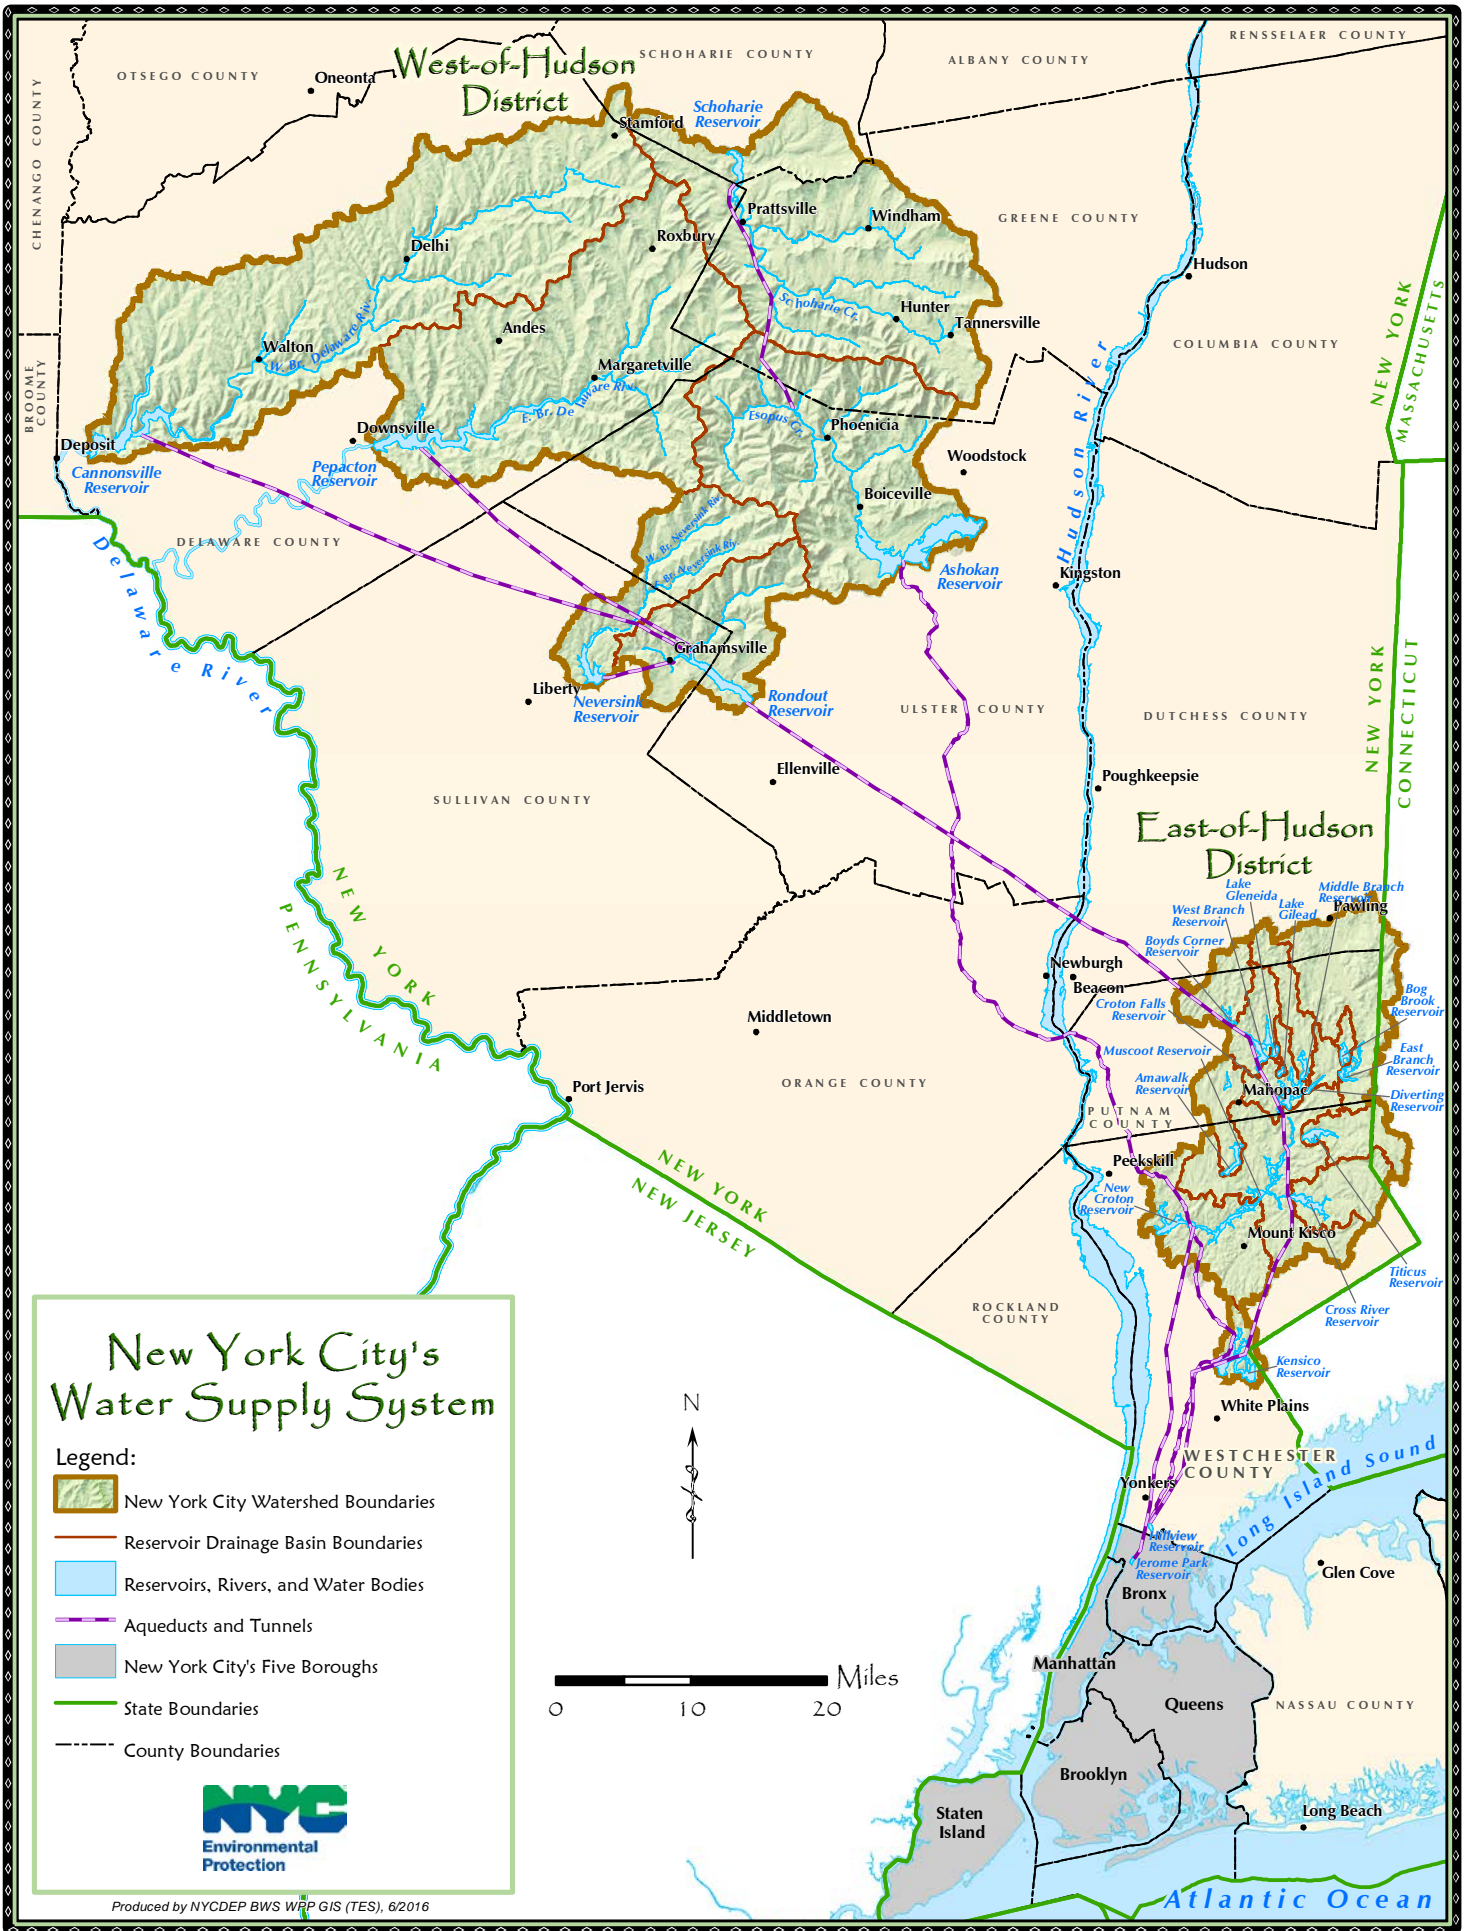 West-of-Hudson
District
SCHOHARIE COUNTY
ALBANY COUNTY
RENSSELAER COUNTY
OTSEGO COUNTY
Oneonta
CHENANGO COUNTY
Stamford
Schoharie
Reservoir
Prattsville
Windham
GREENE COUNTY
Delhi
Roxbury
Hudson
Schoharie Cr.
Hunter
Tannersville
COLUMBIA COUNTY
NEW YORK
MASSACHUSETTS
Andes
Walton
W. Br. Delaware Riv.
Margaretville
E. Br. Delaware Riv.
BROOME
COUNTY
Hudson River
Esopus Cr.
Phoenicia
Downsville
Deposit
Cannonsville
Reservoir
Pepacton
Reservoir
Woodstock
Boiceville
W. Br. Neversink Riv.
E. Br. Neversink Riv.
DELAWARE COUNTY
Delaware River
Ashokan
Reservoir
Kingston
Grahamsville
Liberty
Neversink
Reservoir
Rondout
Reservoir
ULSTER COUNTY
DUTCHESS COUNTY
NEW YORK
CONNECTICUT
Ellenville
Poughkeepsie
SULLIVAN COUNTY
East-of-Hudson
District
NEW YORK
PENNSYLVANIA
Lake
Gleneida
Middle Branch
Reservoir
Lake
Gilead
Pawling
West Branch
Reservoir
Boyds Corner
Reservoir
Newburgh
Beacon
Bog
Brook
Reservoir
Croton Falls
Reservoir
Middletown
East
Branch
Reservoir
Muscoot Reservoir
Amawalk
Reservoir
Mahopac
Diverting
Reservoir
ORANGE COUNTY
PUTNAM
COUNTY
Port Jervis
NEW YORK
NEW JERSEY
Peekskill
New
Croton
Reservoir
Mount Kisco
Titicus
Reservoir
Cross River
Reservoir
ROCKLAND
COUNTY
Kensico
Reservoir
White Plains
WESTCHESTER
COUNTY
Long Island Sound
Yonkers
Hillview
Reservoir
Jerome Park
Reservoir
Bronx
Glen Cove
Manhattan
Queens
NASSAU COUNTY
Brooklyn
Staten
Island
Long Beach
Atlantic Ocean
N
Miles
0 10 20
New York City's
Water Supply System
Legend:
New York City Watershed Boundaries
Reservoir Drainage Basin Boundaries
Reservoirs, Rivers, and Water Bodies
Aqueducts and Tunnels
New York City's Five Boroughs
State Boundaries
County Boundaries
NYC
Environmental
Protection
Produced by NYCDEP BWS WPP GIS (TES), 6/2016